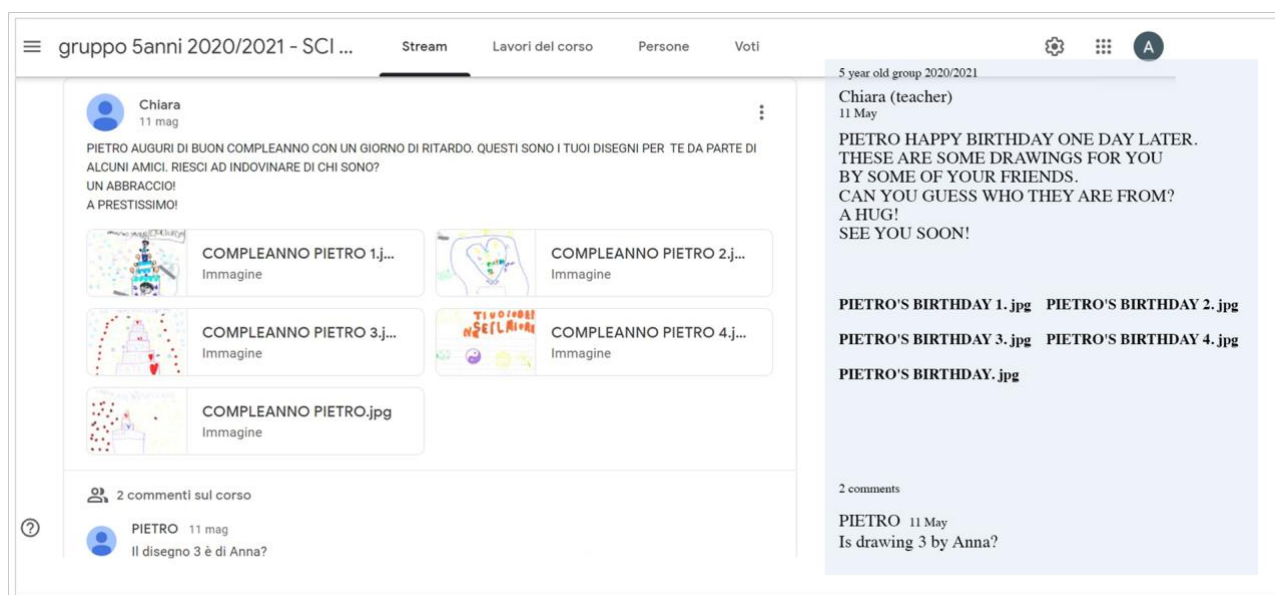 gruppo 5anni 2020/2021 - SCI ...
Stream Lavori del corso Persone Voti
A
Chiara
11 mag
PIETRO AUGURI DI BUON COMPLEANNO CON UN GIORNO DI RITARDO. QUESTI SONO I TUOI DISEGNI PER TE DA PARTE DI
ALCUNI AMICI. RIESCI AD INDOVINARE DI CHI SONO?
UN ABBRACCIO!
A PRESTISSIMO!
COMPLEANNO PIETRO 1.j...
Immagine
COMPLEANNO PIETRO 2.j...
Immagine
COMPLEANNO PIETRO 3.j...
Immagine
COMPLEANNO PIETRO 4.j...
Immagine
COMPLEANNO PIETRO.jpg
Immagine
2 commenti sul corso
PIETRO 11 mag
Il disegno 3 è di Anna?
5 year old group 2020/2021
Chiara (teacher)
11 May
PIETRO HAPPY BIRTHDAY ONE DAY LATER.
THESE ARE SOME DRAWINGS FOR YOU
BY SOME OF YOUR FRIENDS.
CAN YOU GUESS WHO THEY ARE FROM?
A HUG!
SEE YOU SOON!
PIETRO'S BIRTHDAY 1. jpg PIETRO'S BIRTHDAY 2. jpg
PIETRO'S BIRTHDAY 3. jpg PIETRO'S BIRTHDAY 4. jpg
PIETRO'S BIRTHDAY. jpg
2 comments
PIETRO 11 May
Is drawing 3 by Anna?